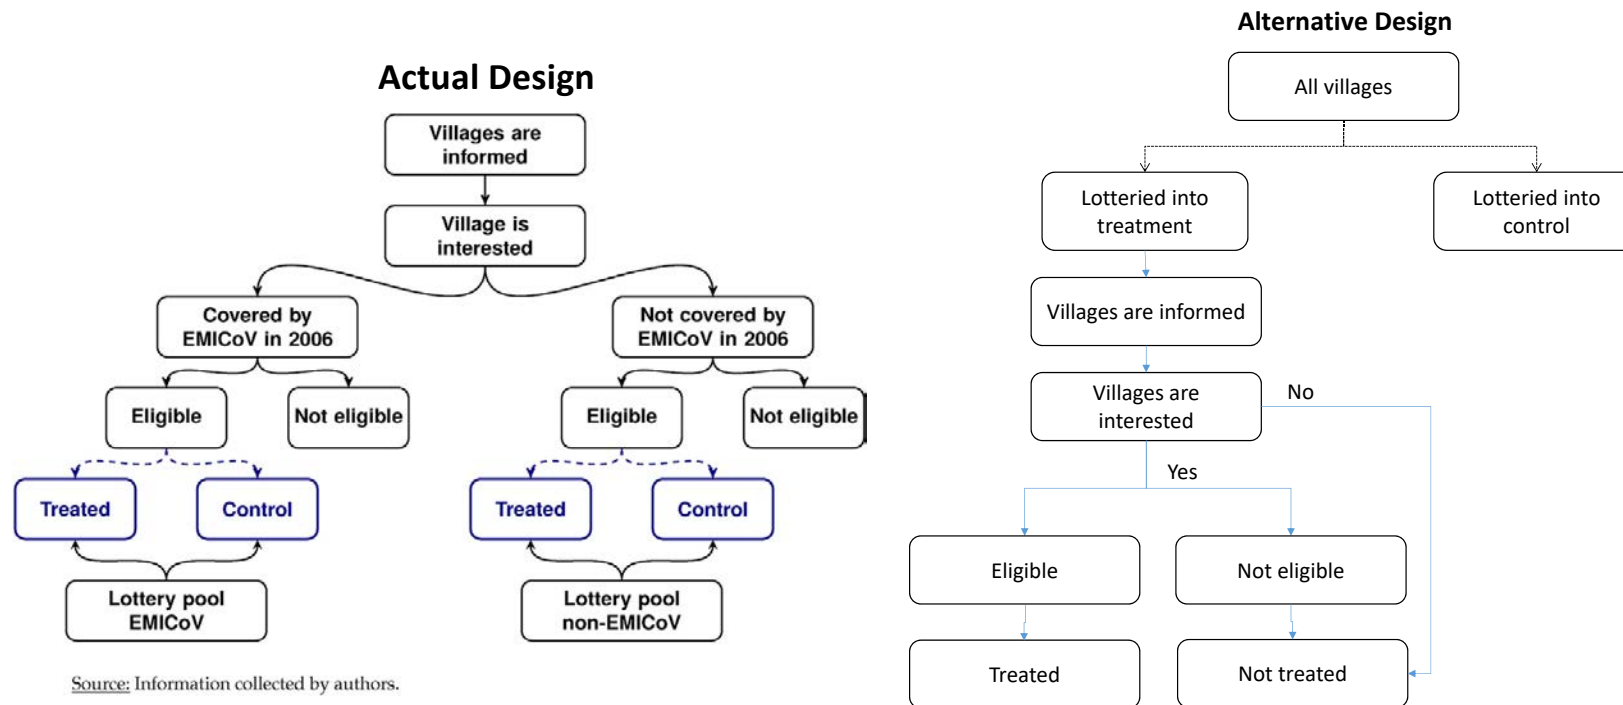 Actual Design
Villages are
informed
Village is
interested
Covered by
EMICoV in 2006
Not covered by
EMICoV in 2006
Eligible
Not eligible
Eligible
Not eligible
Treated
Control
Treated
Control
Lottery pool
EMICoV
Lottery pool
non-EMICoV
Source: Information collected by authors.
Alternative Design
All villages
Lotteried into
treatment
Lotteried into
control
Villages are informed
Villages are
interested
No
Yes
Eligible
Not eligible
Treated
Not treated